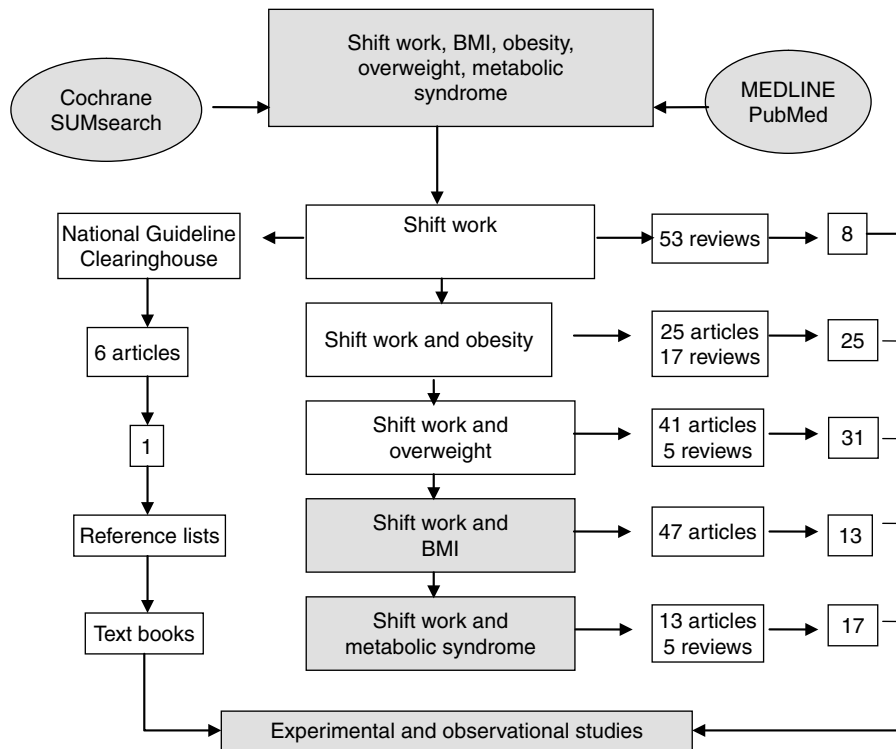 Shift work, BMI, obesity,
overweight, metabolic
syndrome
Cochrane
SUMsearch
MEDLINE
PubMed
National Guideline
Clearinghouse
Shift work
53 reviews
8
6 articles
Shift work and obesity
25 articles
17 reviews
25
1
Shift work and
overweight
41 articles
5 reviews
31
Reference lists
Shift work and
BMI
47 articles
13
Text books
Shift work and
metabolic syndrome
13 articles
5 reviews
17
Experimental and observational studies